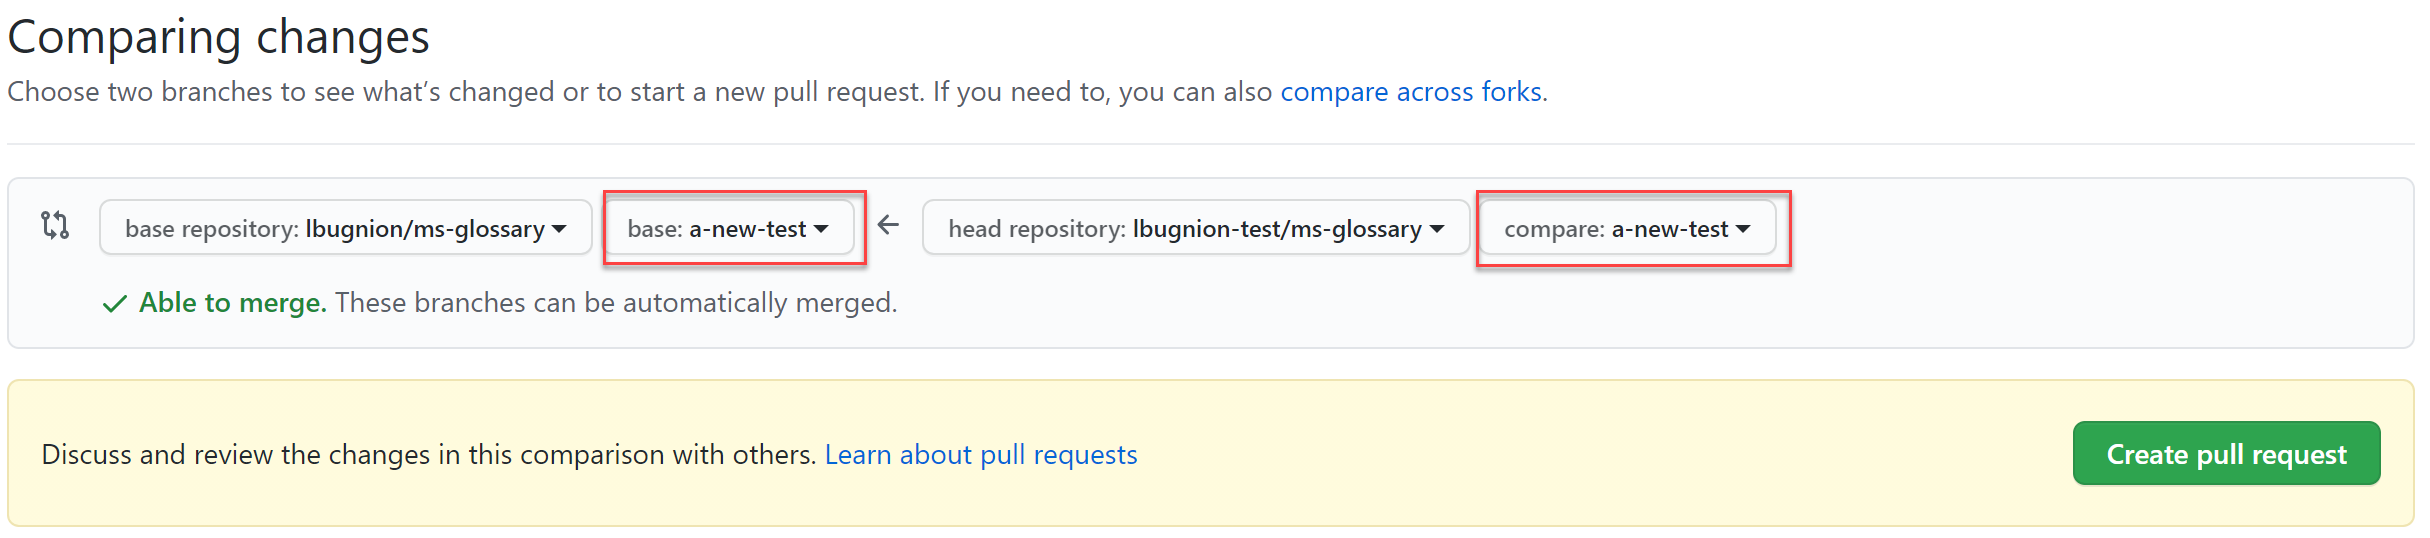 Comparing changes
Choose two branches to see what’s changed or to start a new pull request. If you need to, you can also compare across forks.
base repository: lbugnion/ms-glossary base: a-new-test head repository: lbugnion-test/ms-glossary compare: a-new-test
Able to merge. These branches can be automatically merged.
Discuss and review the changes in this comparison with others. Learn about pull requests Create pull request